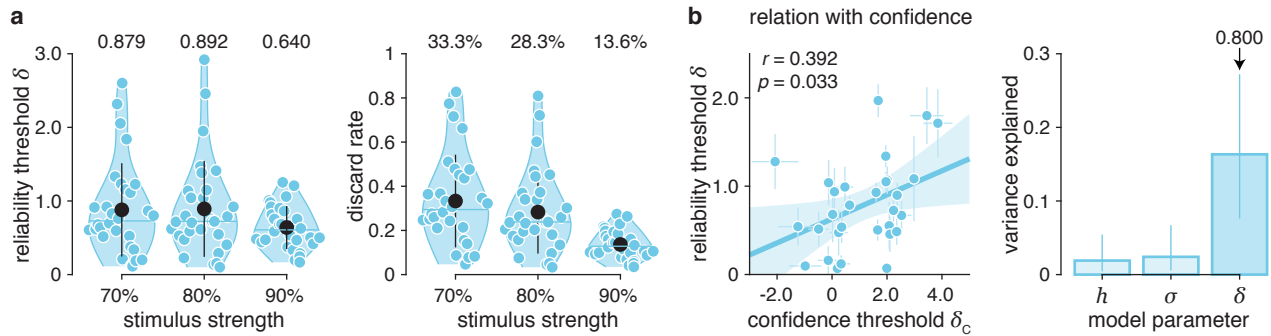 a
0.879 0.892 0.640
3.0
2.0
1.0
0
reliability threshold δ
70% 80% 90%
stimulus strength
33.3% 28.3% 13.6%
1
0.8
0.6
0.4
0.2
0
discard rate
70% 80% 90%
stimulus strength
b relation with confidence
r = 0.392
p = 0.033
2.0
1.0
0
reliability threshold δ
-2.0 0 2.0 4.0
confidence threshold δC
0.800
0.3
0.2
0.1
0
variance explained
h σ δ
model parameter